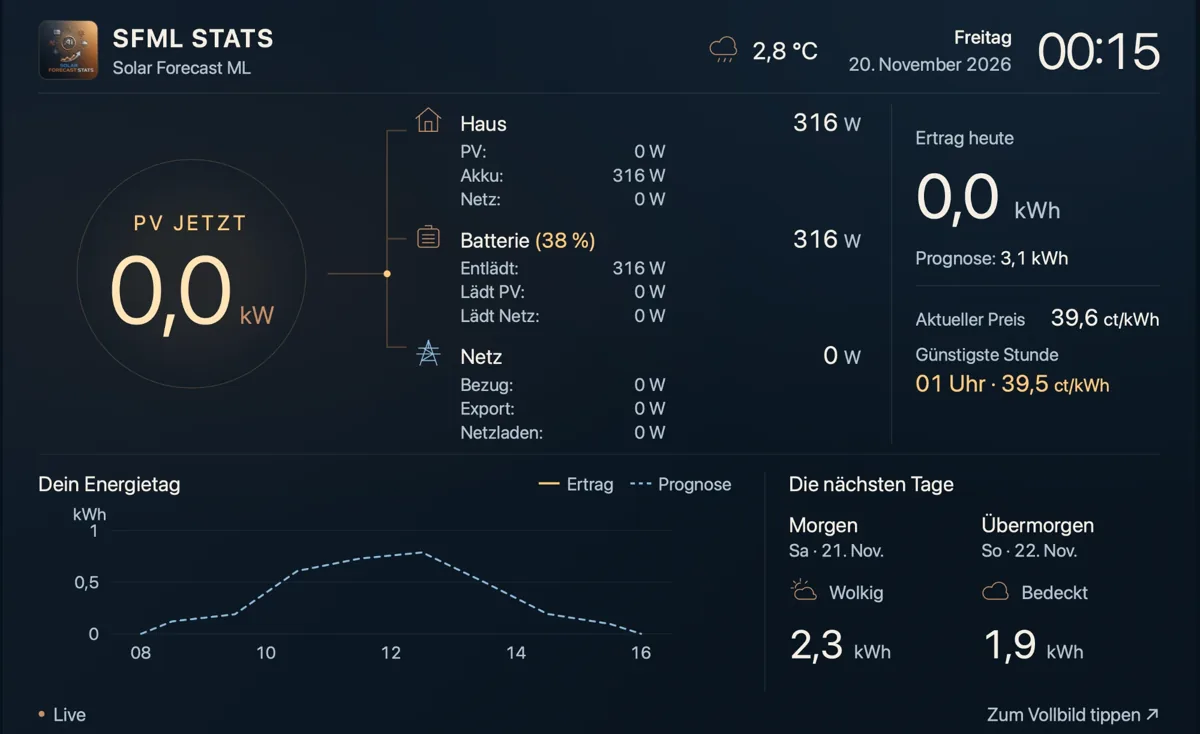 SOLAR
FORECAST STATS
SFML STATS
Solar Forecast ML
2,8 °C
Freitag
20. November 2026
00:15
PV JETZT
0,0 kW
Haus 316 W
PV: 0 W
Akku: 316 W
Netz: 0 W
Batterie (38 %) 316 W
Entlädt: 316 W
Lädt PV: 0 W
Lädt Netz: 0 W
Netz 0 W
Bezug: 0 W
Export: 0 W
Netzladen: 0 W
Ertrag heute
0,0 kWh
Prognose: 3,1 kWh
Aktueller Preis 39,6 ct/kWh
Günstigste Stunde
01 Uhr · 39,5 ct/kWh
Dein Energietag
Ertrag Prognose
kWh
1
0,5
0
08 10 12 14 16
Die nächsten Tage
Morgen
Sa · 21. Nov.
Wolkig
2,3 kWh
Übermorgen
So · 22. Nov.
Bedeckt
1,9 kWh
Live
Zum Vollbild tippen ↗